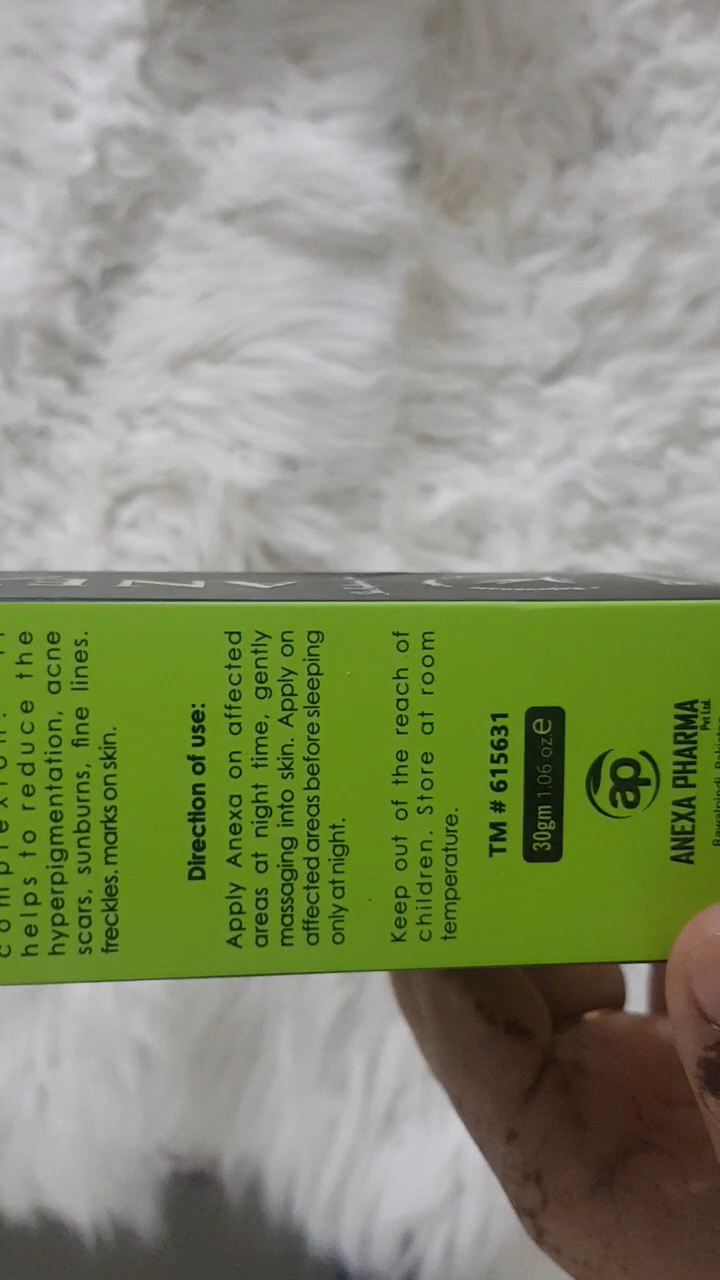 helps to reduce the
hyperpigmentation, acne
scars, sunburns, fine lines.
freckles, marks on skin.
Direction of use:
Apply Anexa on affected
areas at night time, gently
massaging into skin. Apply on
affected areas before sleeping
only at night.
Keep out of the reach of
children. Store at room
temperature.
TM # 615631
30gm 1.06 oz.e
ap
ANEXA PHARMA
Pvt Ltd.